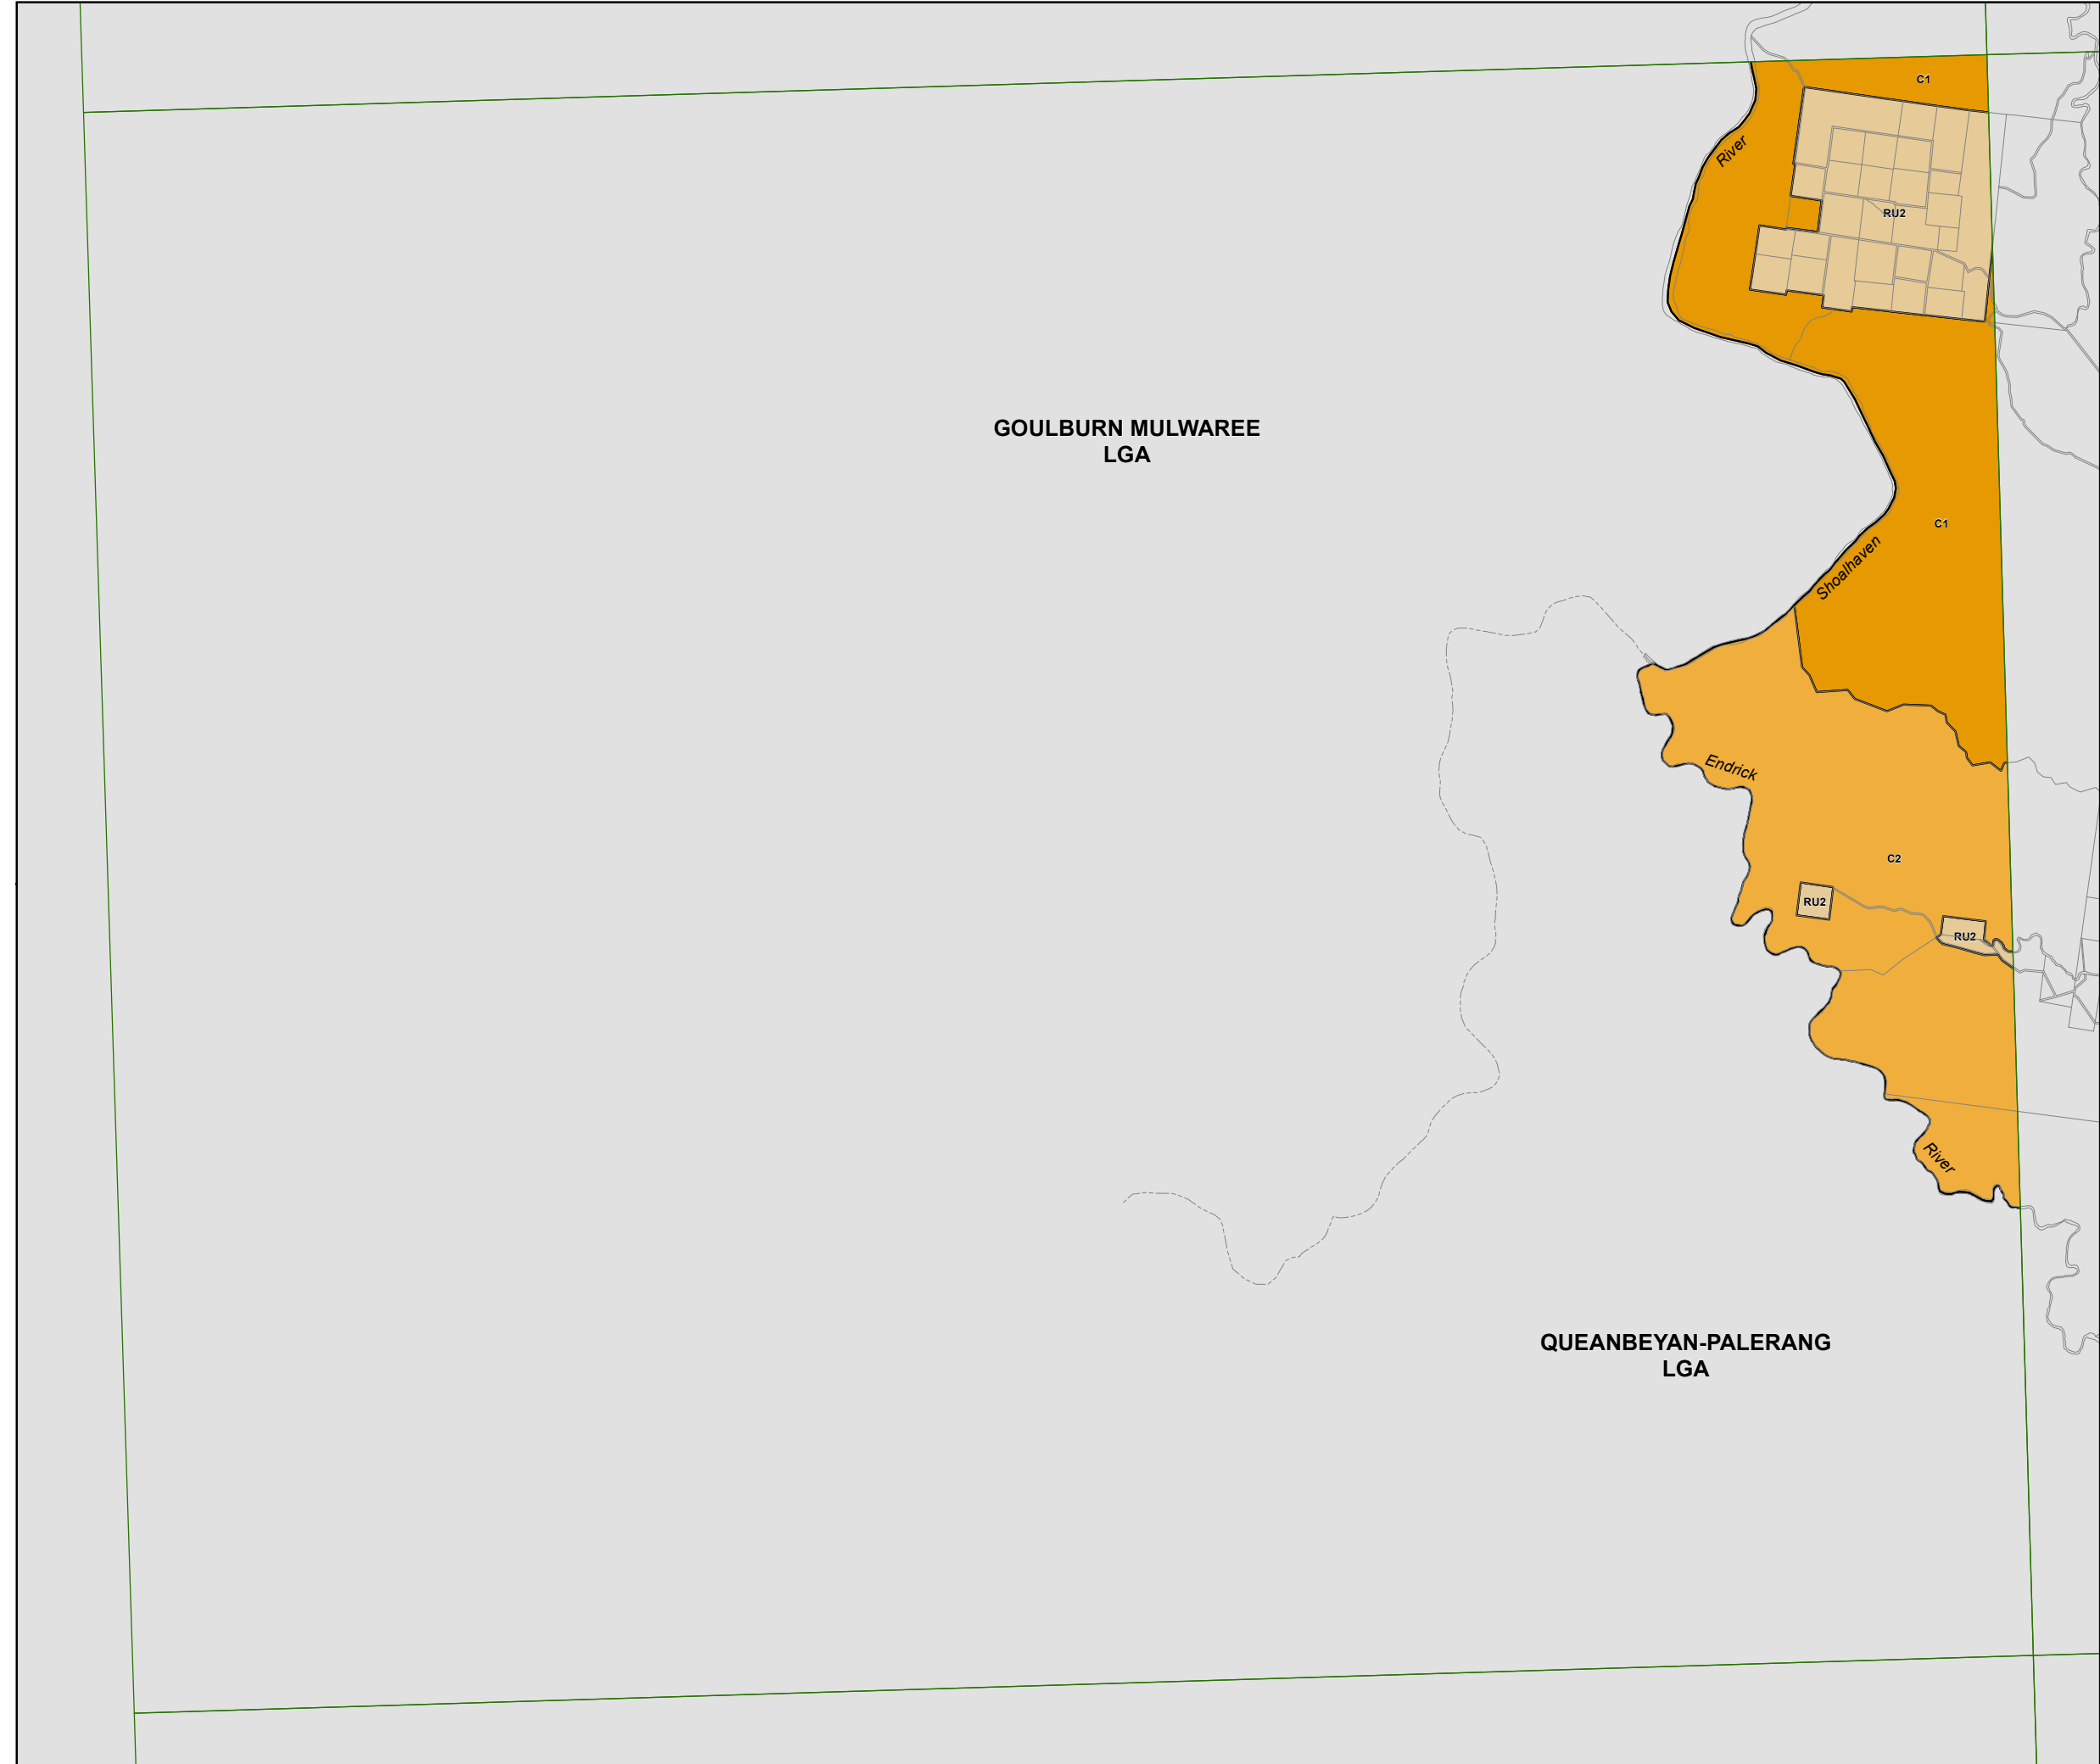 C1
River
RU2
GOULBURN MULWAREE
LGA
C1
Shoalhaven
Endrick
C2
RU2
RU2
River
QUEANBEYAN-PALERANG
LGA